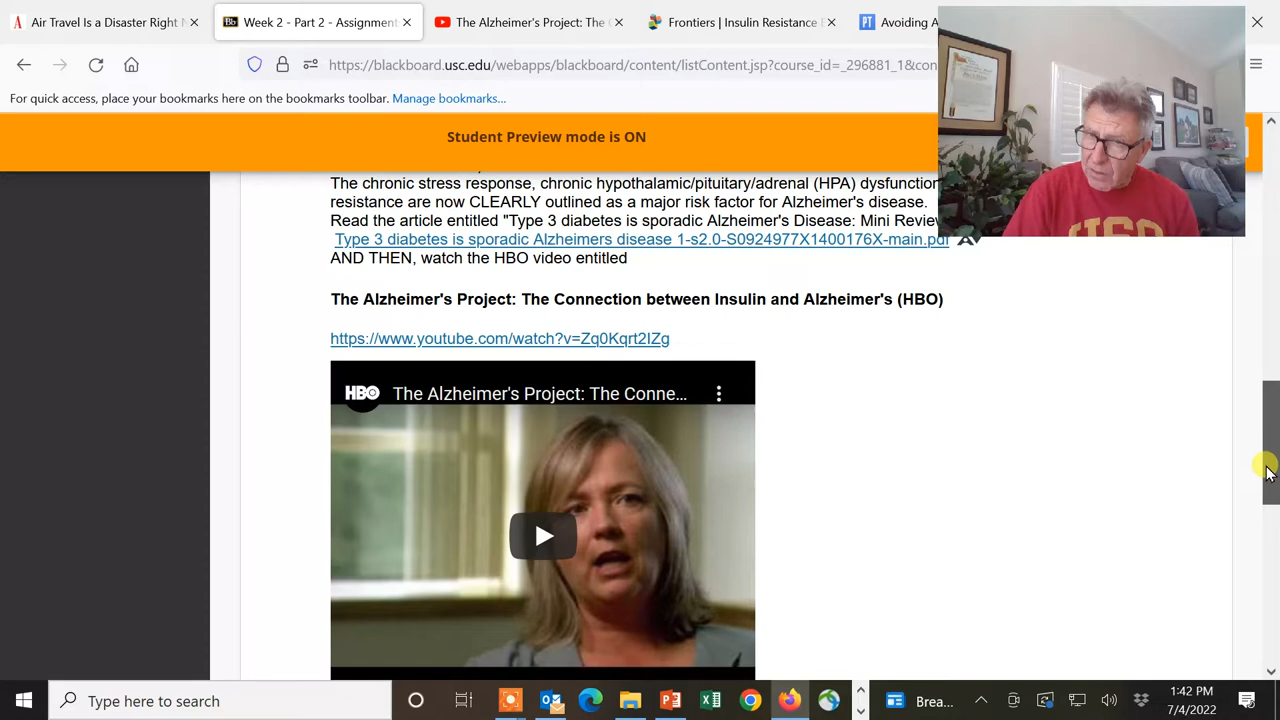 Air Travel Is a Disaster Right N
Week 2 - Part 2 - Assignment
The Alzheimer's Project: The
Frontiers | Insulin Resistance
PT Avoiding A
https://blackboard.usc.edu/webapps/blackboard/content/listContent.jsp?course_id=_296881_1&con
For quick access, place your bookmarks here on the bookmarks toolbar. Manage bookmarks...
Student Preview mode is ON
The chronic stress response, chronic hypothalamic/pituitary/adrenal (HPA) dysfunction
resistance are now CLEARLY outlined as a major risk factor for Alzheimer's disease.
Read the article entitled "Type 3 diabetes is sporadic Alzheimer's Disease: Mini Review
Type 3 diabetes is sporadic Alzheimers disease 1-s2.0-S0924977X1400176X-main.pdf
AND THEN, watch the HBO video entitled
The Alzheimer's Project: The Connection between Insulin and Alzheimer's (HBO)
https://www.youtube.com/watch?v=Zq0Kqrt2IZg
HBO The Alzheimer's Project: The Conne...
Type here to search
Brea...
1:42 PM
7/4/2022